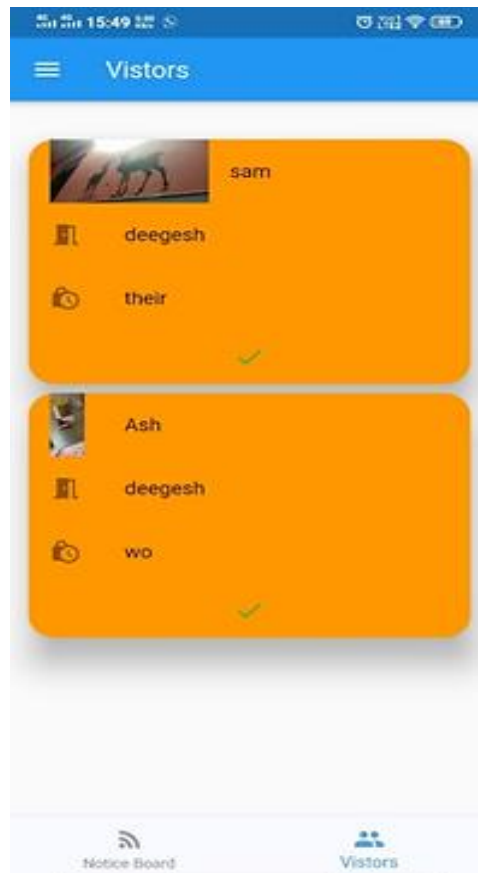 15:49
Vistors
sam
deegesh
their
Ash
deegesh
wo
Notice Board
Vistors